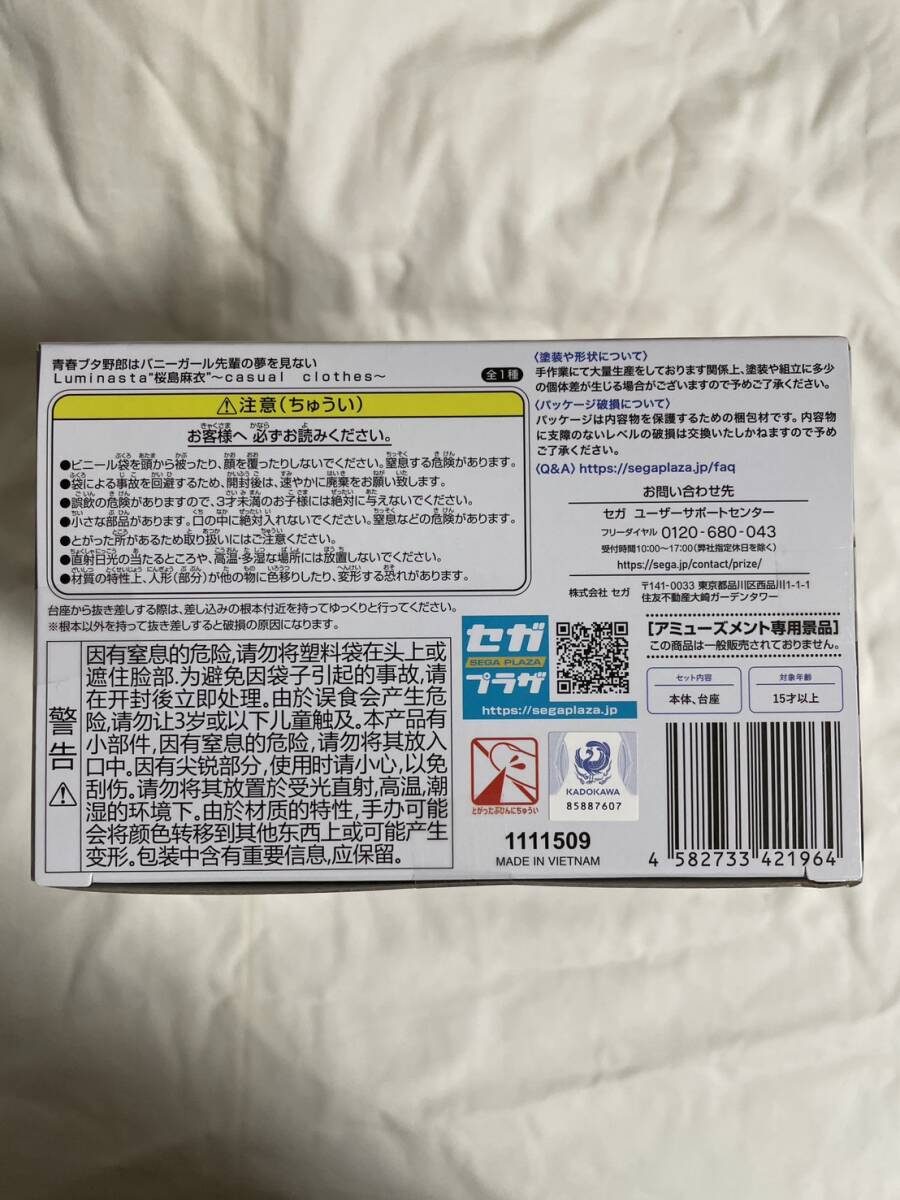 青春ブタ野郎はバニーガール先輩の夢を見ない
Luminasta"桜島麻衣"～casual clothes～
全1種
⚠注意(ちゅうい)
お客様へ 必ずお読みください。
●ビニール袋を頭から被ったり、顔を覆ったりしないでください。窒息する危険があります。
●袋による事故を回避するため、開封後は、速やかに廃棄をお願い致します。
●誤飲の危険がありますので、3才未満のお子様には絶対に与えないでください。
●小さな部品があります。口の中に絶対入れないでください。窒息などの危険があります。
●とがった所があるため取り扱いにはご注意ください。
●直射日光の当たるところや、高温・多湿な場所には放置しないでください。
●材質の特性上、人形(部分)が他の物に色移りしたり、変形する恐れがあります。
台座から抜き差しする際は、差し込みの根本付近を持ってゆっくりと行ってください。
※根本以外を持って抜き差しすると破損の原因になります。
警告⚠
因有窒息的危险,请勿将塑料袋在头上或
遮住脸部.为避免因袋子引起的事故,请
在开封後立即处理。由於误食会产生危
险,请勿让3岁或以下儿童触及。本产品有
小部件,因有窒息的危险,请勿将其放入
口中。因有尖锐部分,使用时请小心,以免
刮伤。请勿将其放置於受光直射,高温,潮
湿的环境下。由於材质的特性,手办可能
会将颜色转移到其他东西上或可能产生
变形。包装中含有重要信息,应保留。
〈塗装や形状について〉
手作業にて大量生産をしております関係上、塗装や組立に多少
の個体差が生じる場合がございますので予めご了承ください。
〈パッケージ破損について〉
パッケージは内容物を保護するための梱包材です。内容物
に支障のないレベルの破損は交換いたしかねますので予め
ご了承ください。
〈Q&A〉https://segaplaza.jp/faq
お問い合わせ先
セガ ユーザーサポートセンター
フリーダイヤル 0120-680-043
受付時間10:00～17:00(弊社指定休日を除く)
https://sega.jp/contact/prize/
株式会社 セガ
〒141-0033 東京都品川区西品川1-1-1
住友不動産大崎ガーデンタワー
セガ
SEGA PLAZA
プラザ
https://segaplaza.jp
[アミューズメント専用景品]
この商品は一般販売されておりません。
セット内容
本体、台座
対象年齢
15才以上
とがったぶひんにちゅうい
KADOKAWA
85887607
1111509
MADE IN VIETNAM
4 582733 421964